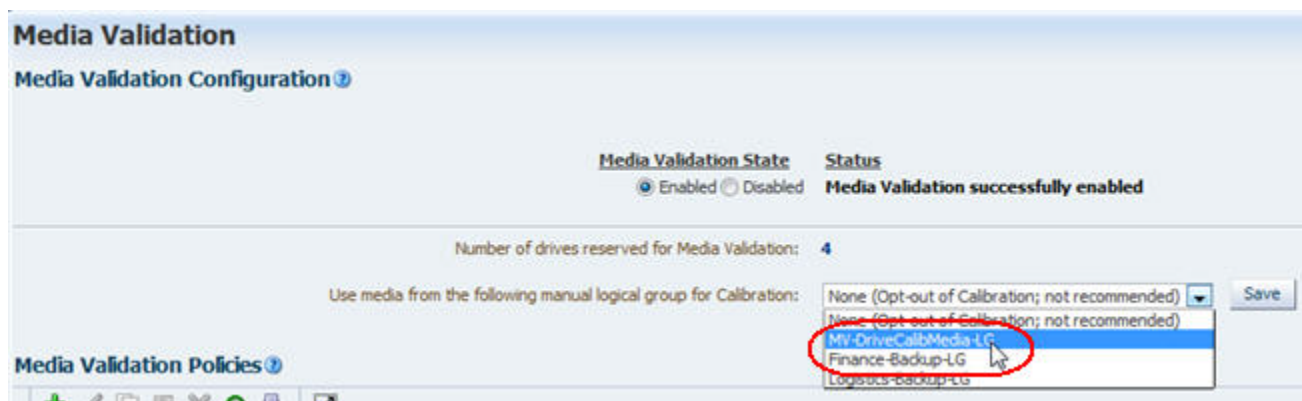 Media Validation
Media Validation Configuration
Media Validation State Status
Enabled Disabled Media Validation successfully enabled
Number of drives reserved for Media Validation: 4
Use media from the following manual logical group for Calibration: None (Opt-out of Calibration; not recommended) Save
None (Opt-out of Calibration; not recommended)
MV-DriveCalibMedia-LG
Finance-Backup-LG
Logistics-Backup-LG
Media Validation Policies